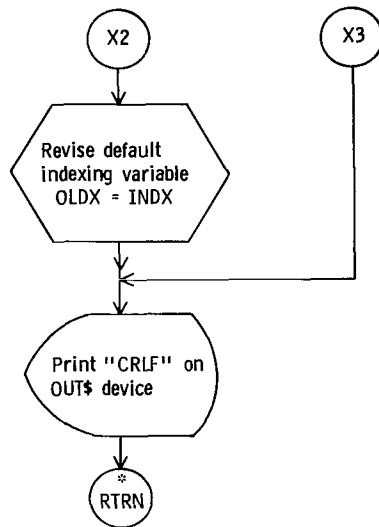 X2
X3
Revise default
indexing variable
OLDX = INDX
Print "CRLF" on
OUT$ device
*
RTRN